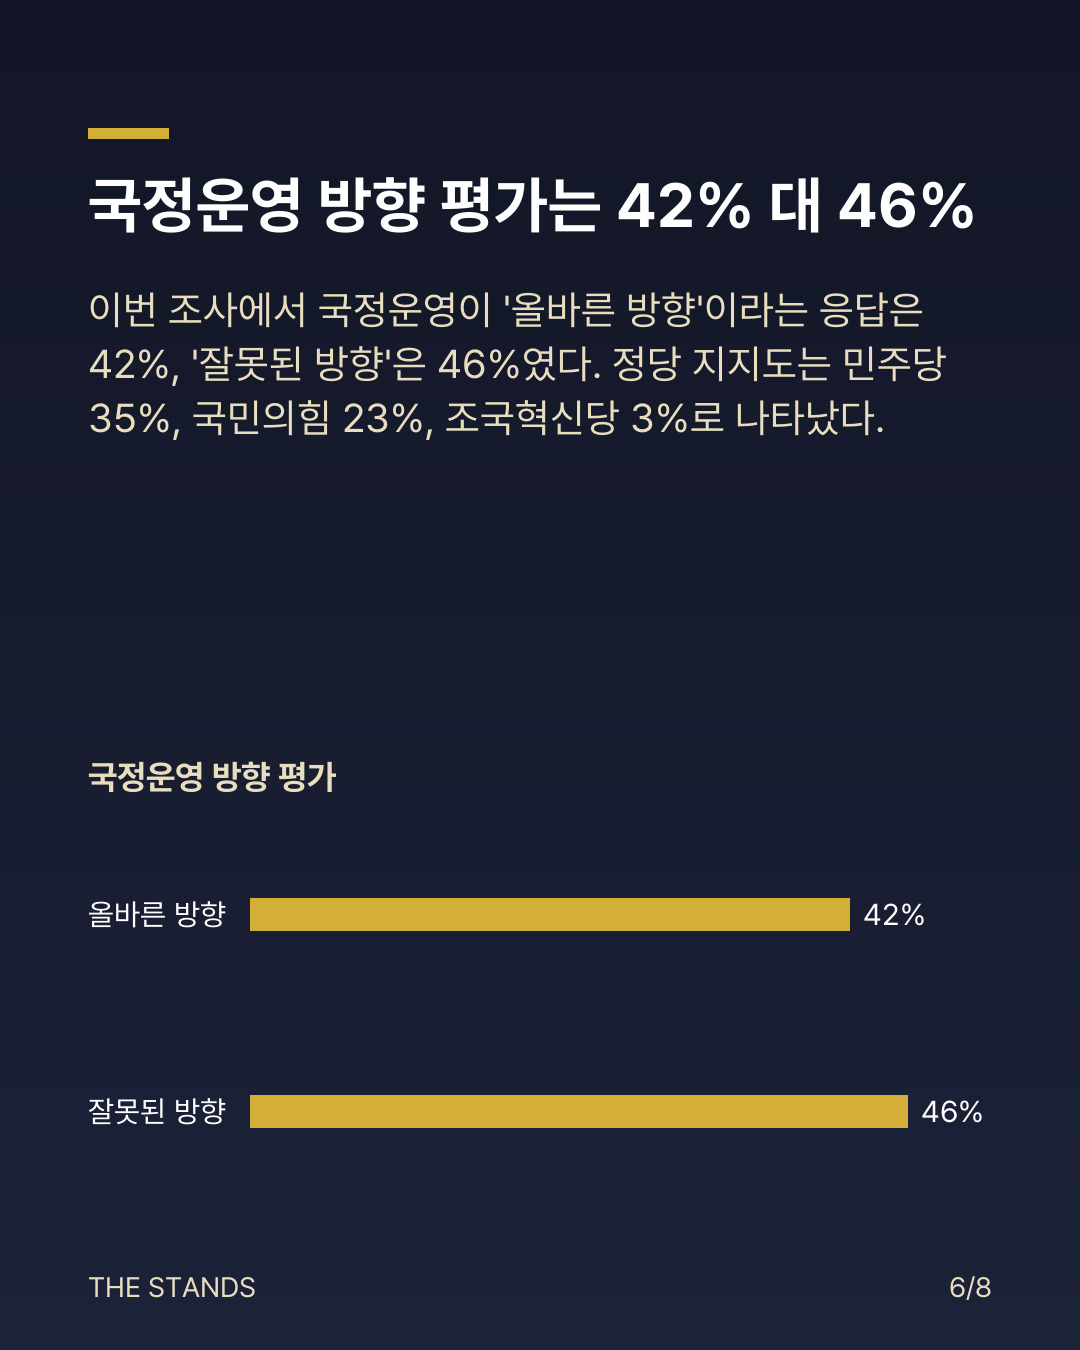 국정운영 방향 평가는 42% 대 46%
이번 조사에서 국정운영이 '올바른 방향'이라는 응답은
42%, '잘못된 방향'은 46%였다. 정당 지지도는 민주당
35%, 국민의힘 23%, 조국혁신당 3%로 나타났다.
국정운영 방향 평가
올바른 방향 42%
잘못된 방향 46%
THE STANDS 6/8